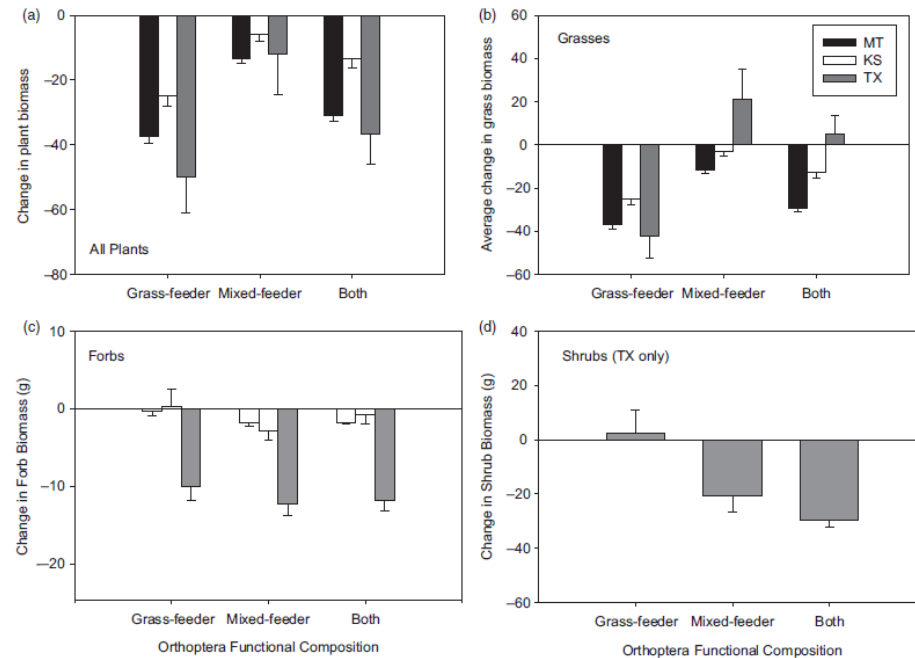 (a)
0
–20
–40
–60
–80
Change in plant biomass
All Plants
Grass-feeder Mixed-feeder Both
(b)
60
40
20
0
–20
–40
–60
Average change in grass biomass
Grasses
MT
KS
TX
Grass-feeder Mixed-feeder Both
(c)
10
0
–10
–20
Change in Forb Biomass (g)
Forbs
Grass-feeder Mixed-feeder Both
Orthoptera Functional Composition
(d)
40
20
0
–20
–40
–60
Change in Shrub Biomass (g)
Shrubs (TX only)
Grass-feeder Mixed-feeder Both
Orthoptera Functional Composition